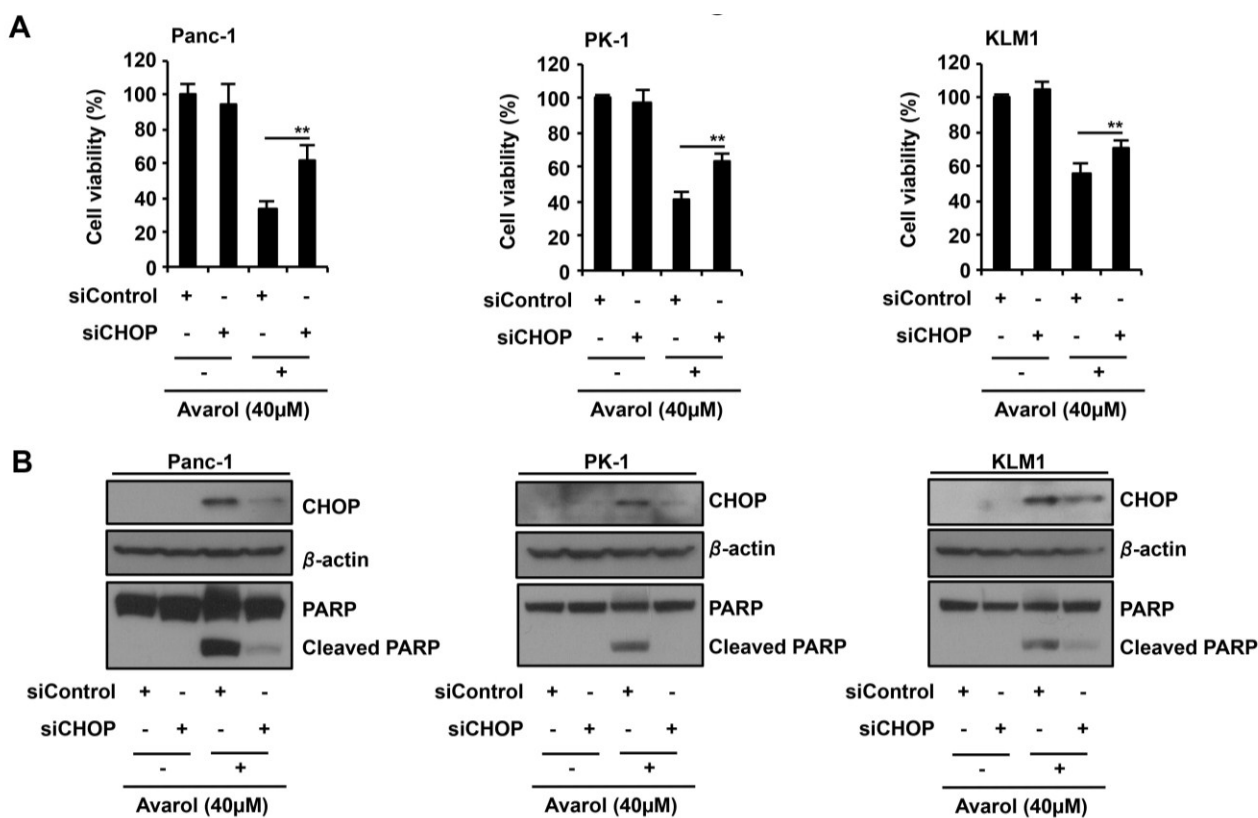 A
Panc-1
PK-1
KLM1
Cell viability (%)
120
100
80
60
40
20
0
**
Cell viability (%)
120
100
80
60
40
20
0
**
Cell viability (%)
120
100
80
60
40
20
0
**
siControl + - + -
siCHOP - + - +
- +
Avarol (40μM)
siControl + - + -
siCHOP - + - +
- +
Avarol (40μM)
siControl + - + -
siCHOP - + - +
- +
Avarol (40μM)
B
Panc-1
CHOP
β-actin
PARP
Cleaved PARP
siControl + - + -
siCHOP - + - +
- +
Avarol (40μM)
PK-1
CHOP
β-actin
PARP
Cleaved PARP
siControl + - + -
siCHOP - + - +
- +
Avarol (40μM)
KLM1
CHOP
β-actin
PARP
Cleaved PARP
siControl + - + -
siCHOP - + - +
- +
Avarol (40μM)